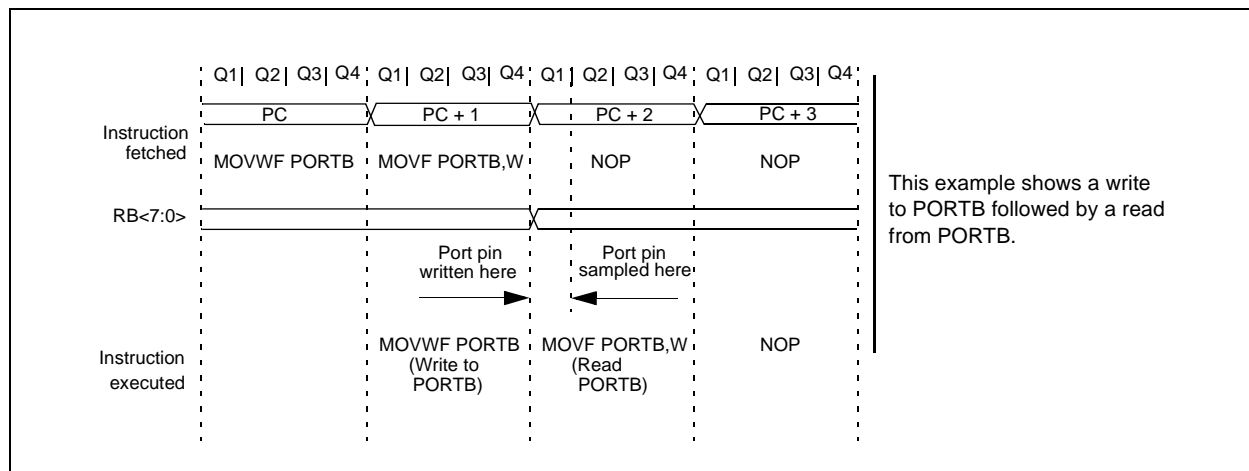 Q1| Q2| Q3| Q4 Q1| Q2| Q3| Q4 Q1| Q2| Q3| Q4 Q1| Q2| Q3| Q4
PC PC + 1 PC + 2 PC + 3
Instruction
fetched
MOVWF PORTB MOVF PORTB,W NOP NOP
RB<7:0>
Port pin
written here
Port pin
sampled here
Instruction
executed
MOVWF PORTB
(Write to
PORTB)
MOVF PORTB,W
(Read
PORTB)
NOP
This example shows a write
to PORTB followed by a read
from PORTB.